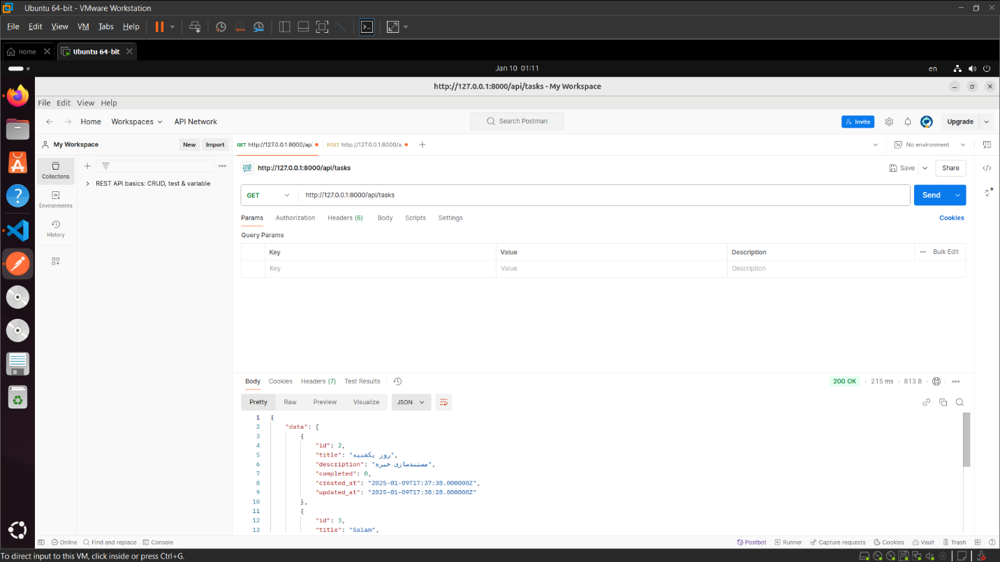 Ubuntu 64-bit - VMware Workstation
File Edit View VM Tabs Help
Home
Ubuntu 64-bit
Jan 10 01:11
en
http://127.0.0.1:8000/api/tasks - My Workspace
File Edit View Help
Home Workspaces API Network
Search Postman
Invite
Upgrade
My Workspace
New Import
GET http://127.0.0.1:8000/ap
POST http://127.0.0.1:8000/a
No environment
Collections
Environments
History
REST API basics: CRUD, test & variable
HTTP http://127.0.0.1:8000/api/tasks
Save
Share
GET http://127.0.0.1:8000/api/tasks
Send
Params Authorization Headers (6) Body Scripts Settings
Cookies
Query Params
Key Value Description Bulk Edit
Key Value Description
Body Cookies Headers (7) Test Results
200 OK 215 ms 813 B
Pretty Raw Preview Visualize JSON
1 {
2 "data": [
3 {
4 "id": 2,
5 "title": "روز یکشنبه",
6 "description": "مستندسازی خبره",
7 "completed": 0,
8 "created_at": "2025-01-09T17:37:38.000000Z",
9 "updated_at": "2025-01-09T17:38:28.000000Z"
10 },
11 {
12 "id": 3,
13 "title": "Salam",
Online Find and replace Console
Postbot Runner Capture requests Cookies Vault Trash
To direct input to this VM, click inside or press Ctrl+G.